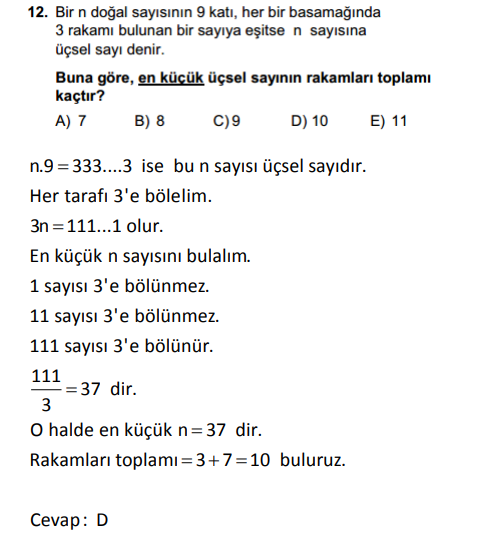 12. Bir n doğal sayısının 9 katı, her bir basamağında
3 rakamı bulunan bir sayıya eşitse n sayısına
üçsel sayı denir.
Buna göre, en küçük üçsel sayının rakamları toplamı
kaçtır?
A) 7 B) 8 C) 9 D) 10 E) 11
n.9 = 333....3 ise bu n sayısı üçsel sayıdır.
Her tarafı 3'e bölelim.
3n = 111...1 olur.
En küçük n sayısını bulalım.
1 sayısı 3'e bölünmez.
11 sayısı 3'e bölünmez.
111 sayısı 3'e bölünür.
111/3 = 37 dir.
O halde en küçük n = 37 dir.
Rakamları toplamı = 3 + 7 = 10 buluruz.
Cevap : D